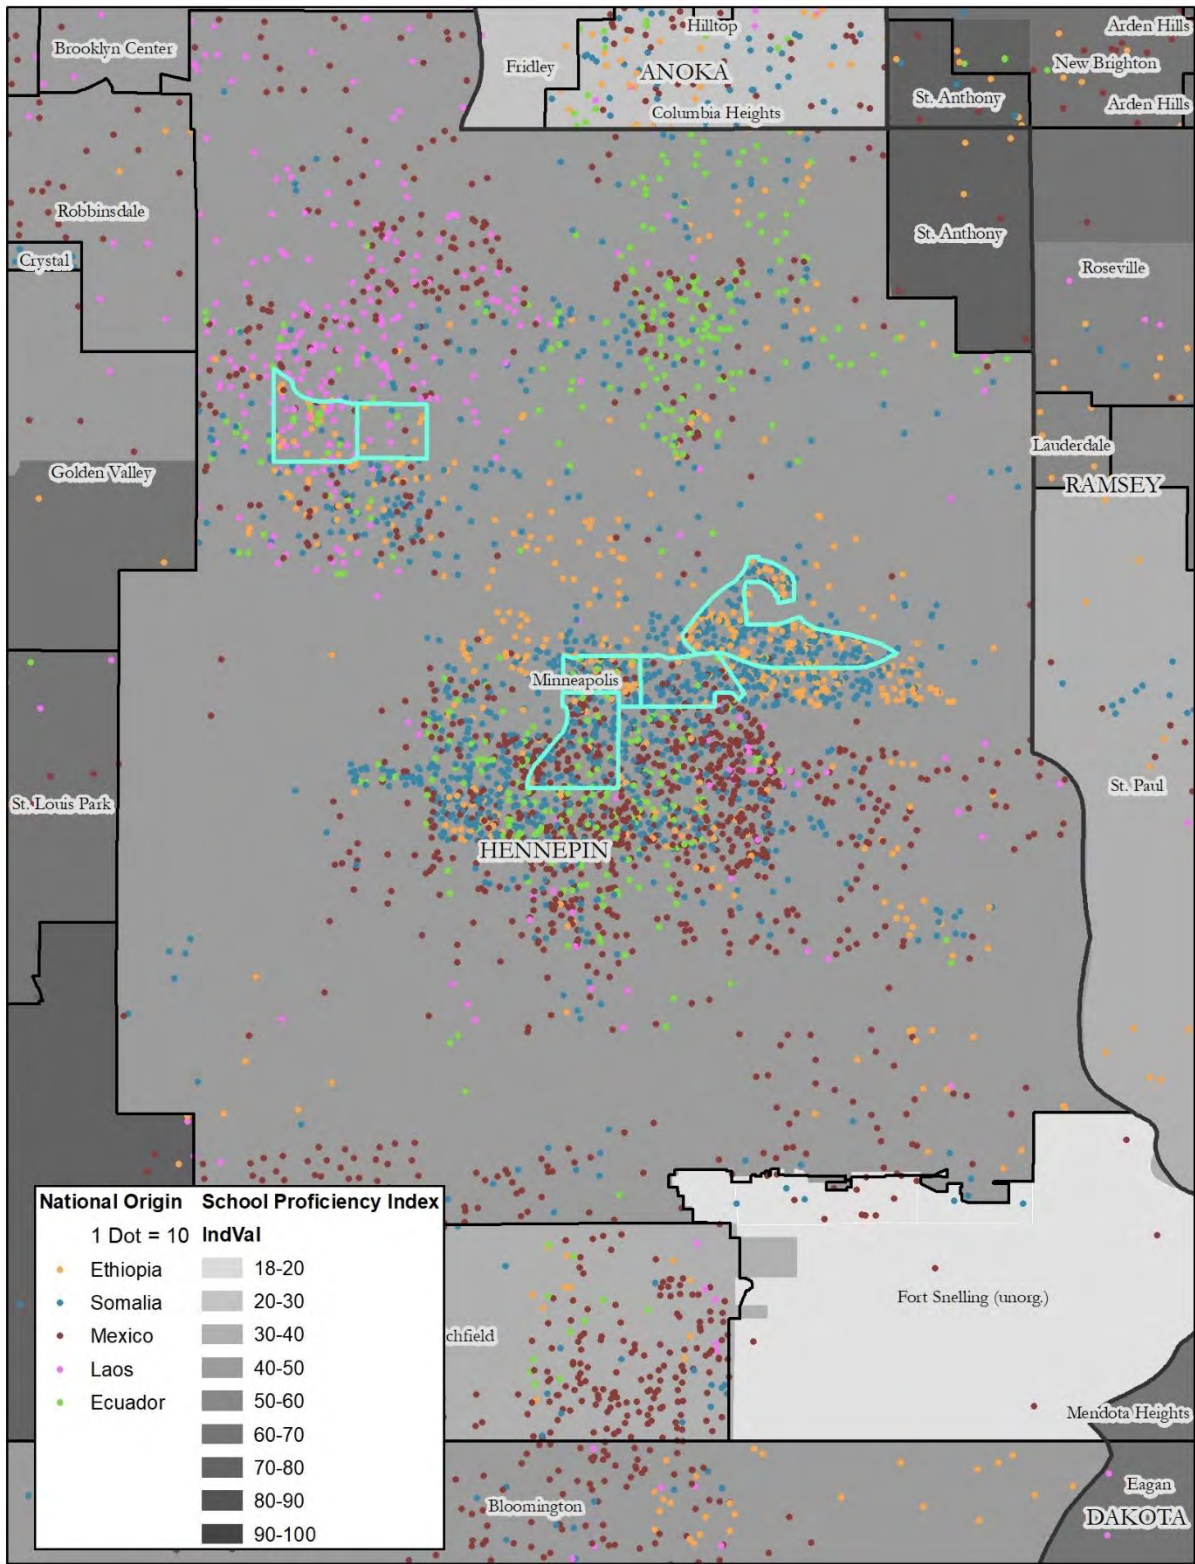 Hilltop
Arden Hills
Brooklyn Center
Fridley
ANOKA
New Brighton
St. Anthony
Arden Hills
Columbia Heights
Robbinsdale
St. Anthony
Crystal
Roseville
Lauderdale
Golden Valley
RAMSEY
Minneapolis
St. Louis Park
St. Paul
HENNEPIN
National Origin School Proficiency Index
1 Dot = 10 IndVal
Ethiopia 18-20
Somalia 20-30
Mexico 30-40
Laos 40-50
Ecuador 50-60
60-70
70-80
80-90
90-100
Fort Snelling (unorg.)
chfield
Mendota Heights
Eagan
Bloomington
DAKOTA